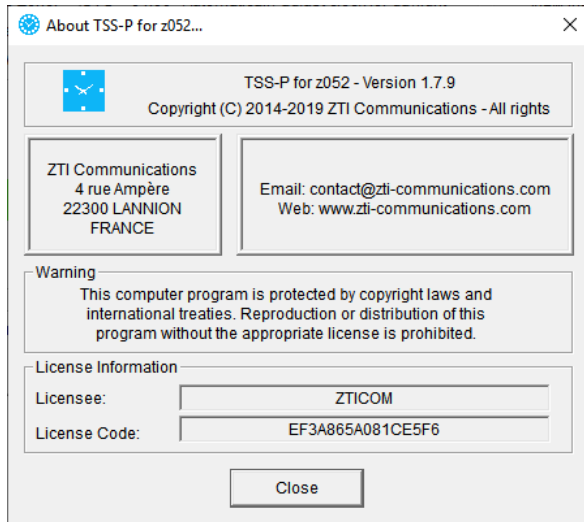 About TSS-P for z052...
TSS-P for z052 - Version 1.7.9
Copyright (C) 2014-2019 ZTI Communications - All rights
ZTI Communications
4 rue Ampère
22300 LANNION
FRANCE
Email: contact@zti-communications.com
Web: www.zti-communications.com
Warning
This computer program is protected by copyright laws and
international treaties. Reproduction or distribution of this
program without the appropriate license is prohibited.
License Information
Licensee: ZTICOM
License Code: EF3A865A081CE5F6
Close